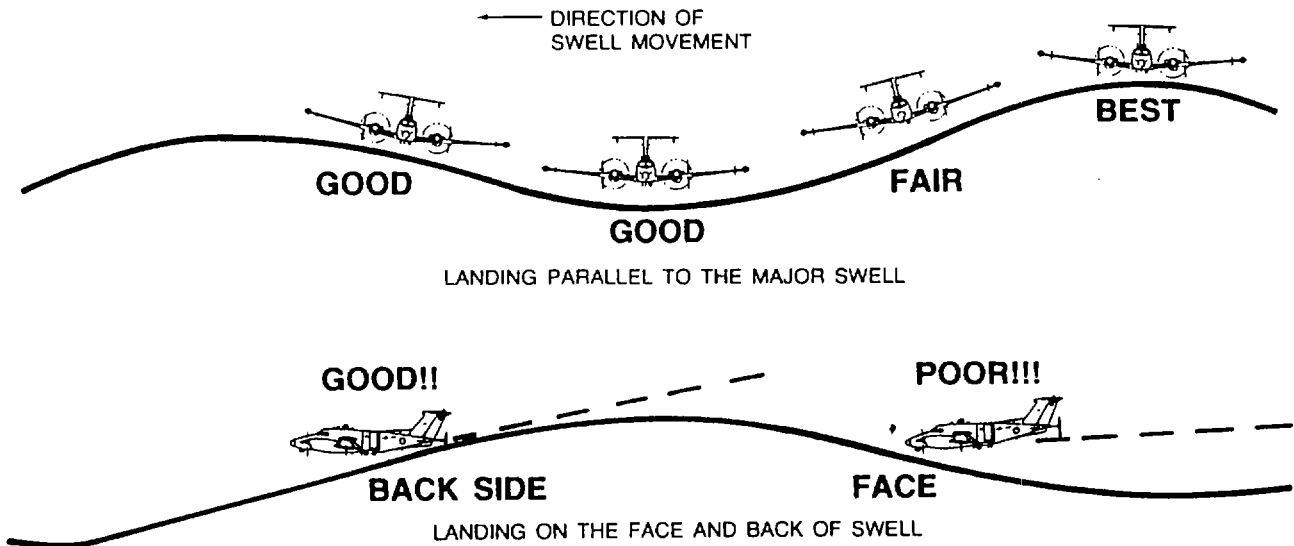 DIRECTION OF
SWELL MOVEMENT
BEST
GOOD
FAIR
GOOD
LANDING PARALLEL TO THE MAJOR SWELL
GOOD!!
POOR!!!
BACK SIDE
FACE
LANDING ON THE FACE AND BACK OF SWELL